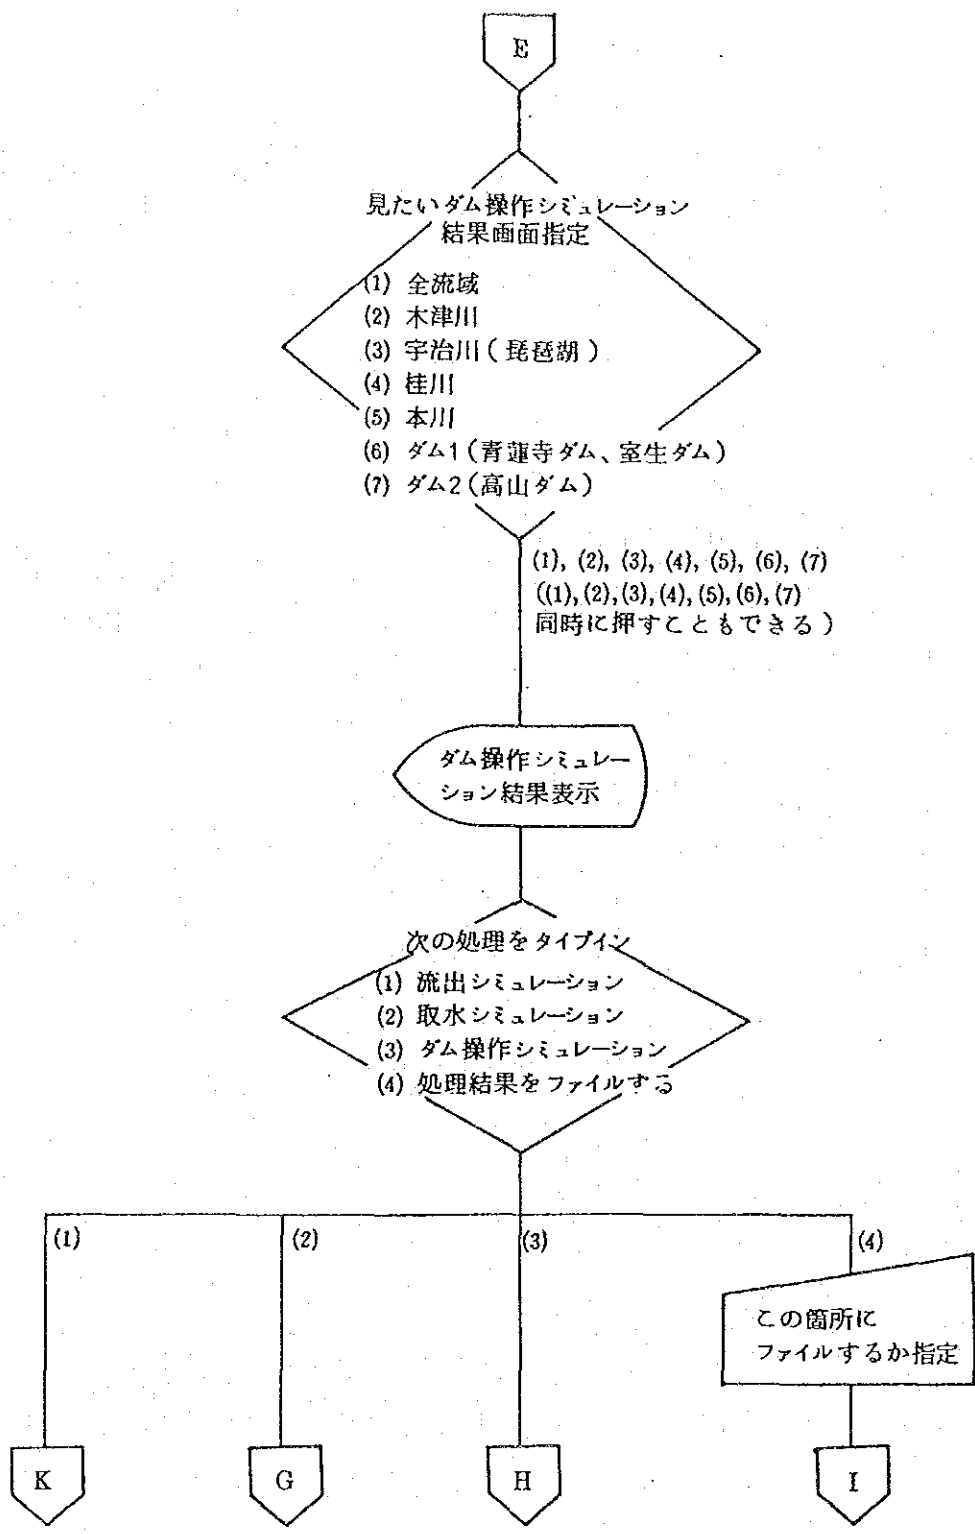 E
見たいダム操作シミュレーション
結果画面指定
(1) 全流域
(2) 木津川
(3) 宇治川(琵琶湖)
(4) 桂川
(5) 本川
(6) ダム1(青蓮寺ダム、室生ダム)
(7) ダム2(高山ダム)
(1), (2), (3), (4), (5), (6), (7)
((1), (2), (3), (4), (5), (6), (7)
同時に押すこともできる)
ダム操作シミュレー
ション結果表示
次の処理をタイプイン
(1) 流出シミュレーション
(2) 取水シミュレーション
(3) ダム操作シミュレーション
(4) 処理結果をファイルする
(1)
(2)
(3)
(4)
この箇所に
ファイルするか指定
K
G
H
I